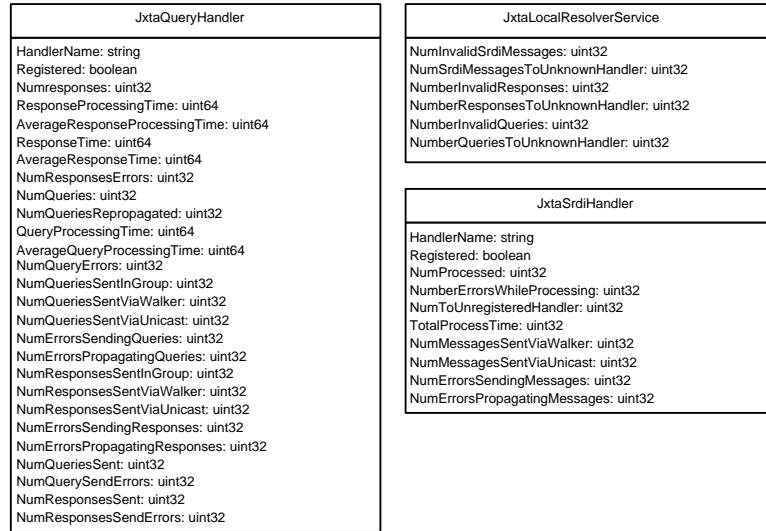 JxtaQueryHandler
HandlerName: string
Registered: boolean
Numresponses: uint32
ResponseProcessingTime: uint64
AverageResponseProcessingTime: uint64
ResponseTime: uint64
AverageResponseTime: uint64
NumResponsesErrors: uint32
NumQueries: uint32
NumQueriesRepropagated: uint32
QueryProcessingTime: uint64
AverageQueryProcessingTime: uint64
NumQueryErrors: uint32
NumQueriesSentInGroup: uint32
NumQueriesSentViaWalker: uint32
NumQueriesSentViaUnicast: uint32
NumErrorsSendingQueries: uint32
NumErrorsPropagatingQueries: uint32
NumResponsesSentInGroup: uint32
NumResponsesSentViaWalker: uint32
NumResponsesSentViaUnicast: uint32
NumErrorsSendingResponses: uint32
NumErrorsPropagatingResponses: uint32
NumQueriesSent: uint32
NumQuerySendErrors: uint32
NumResponsesSent: uint32
NumResponsesSendErrors: uint32
JxtaLocalResolverService
NumInvalidSrdiMessages: uint32
NumSrdiMessagesToUnknownHandler: uint32
NumberInvalidResponses: uint32
NumberResponsesToUnknownHandler: uint32
NumberInvalidQueries: uint32
NumberQueriesToUnknownHandler: uint32
JxtaSrdiHandler
HandlerName: string
Registered: boolean
NumProcessed: uint32
NumberErrorsWhileProcessing: uint32
NumToUnregisteredHandler: uint32
TotalProcessTime: uint32
NumMessagesSentViaWalker: uint32
NumMessagesSentViaUnicast: uint32
NumErrorsSendingMessages: uint32
NumErrorsPropagatingMessages: uint32